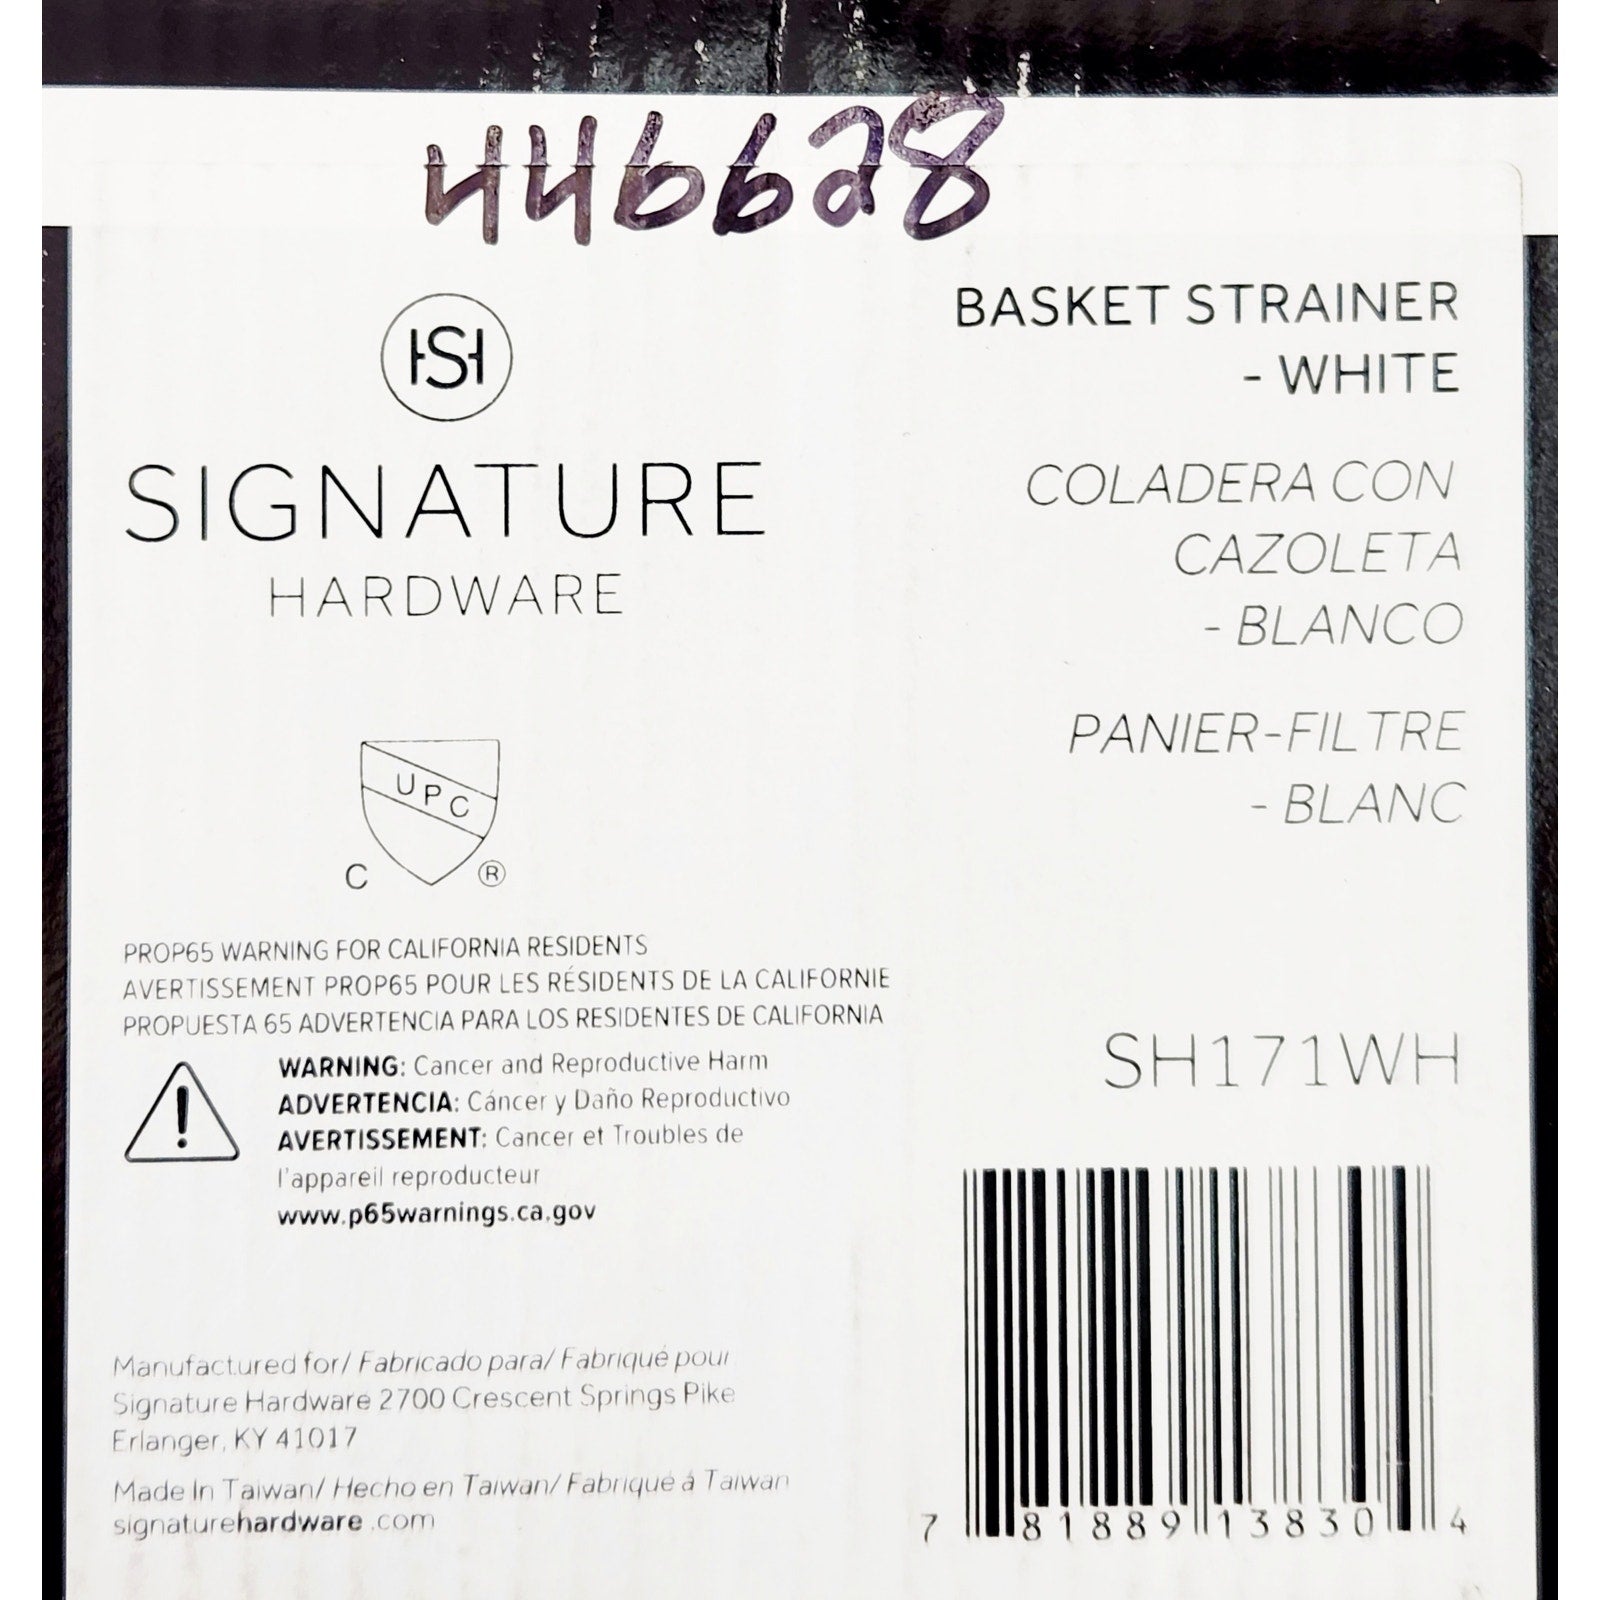 446628
HS
SIGNATURE
HARDWARE
BASKET STRAINER
- WHITE
COLADERA CON
CAZOLETA
- BLANCO
PANIER-FILTRE
- BLANC
UPC
C ®
PROP65 WARNING FOR CALIFORNIA RESIDENTS
AVERTISSEMENT PROP65 POUR LES RÉSIDENTS DE LA CALIFORNIE
PROPUESTA 65 ADVERTENCIA PARA LOS RESIDENTES DE CALIFORNIA
WARNING: Cancer and Reproductive Harm
ADVERTENCIA: Cáncer y Daño Reproductivo
AVERTISSEMENT: Cancer et Troubles de
l'appareil reproducteur
www.p65warnings.ca.gov
SH171WH
Manufactured for/ Fabricado para/ Fabriqué pour
Signature Hardware 2700 Crescent Springs Pike
Erlanger, KY 41017
Made In Taiwan/ Hecho en Taiwan/ Fabriqué à Taiwan
signaturehardware.com
7 81889 13830 4